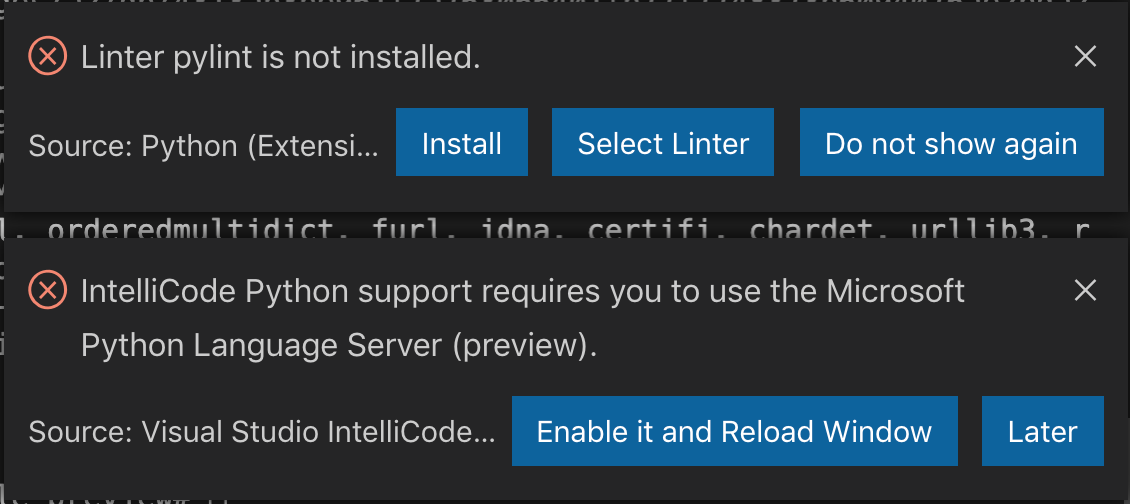 Linter pylint is not installed.
Source: Python (Extensi... Install Select Linter Do not show again
orderedmultidict, furl, idna, certifi, chardet, urllib3, r
IntelliCode Python support requires you to use the Microsoft
Python Language Server (preview).
Source: Visual Studio IntelliCode... Enable it and Reload Window Later